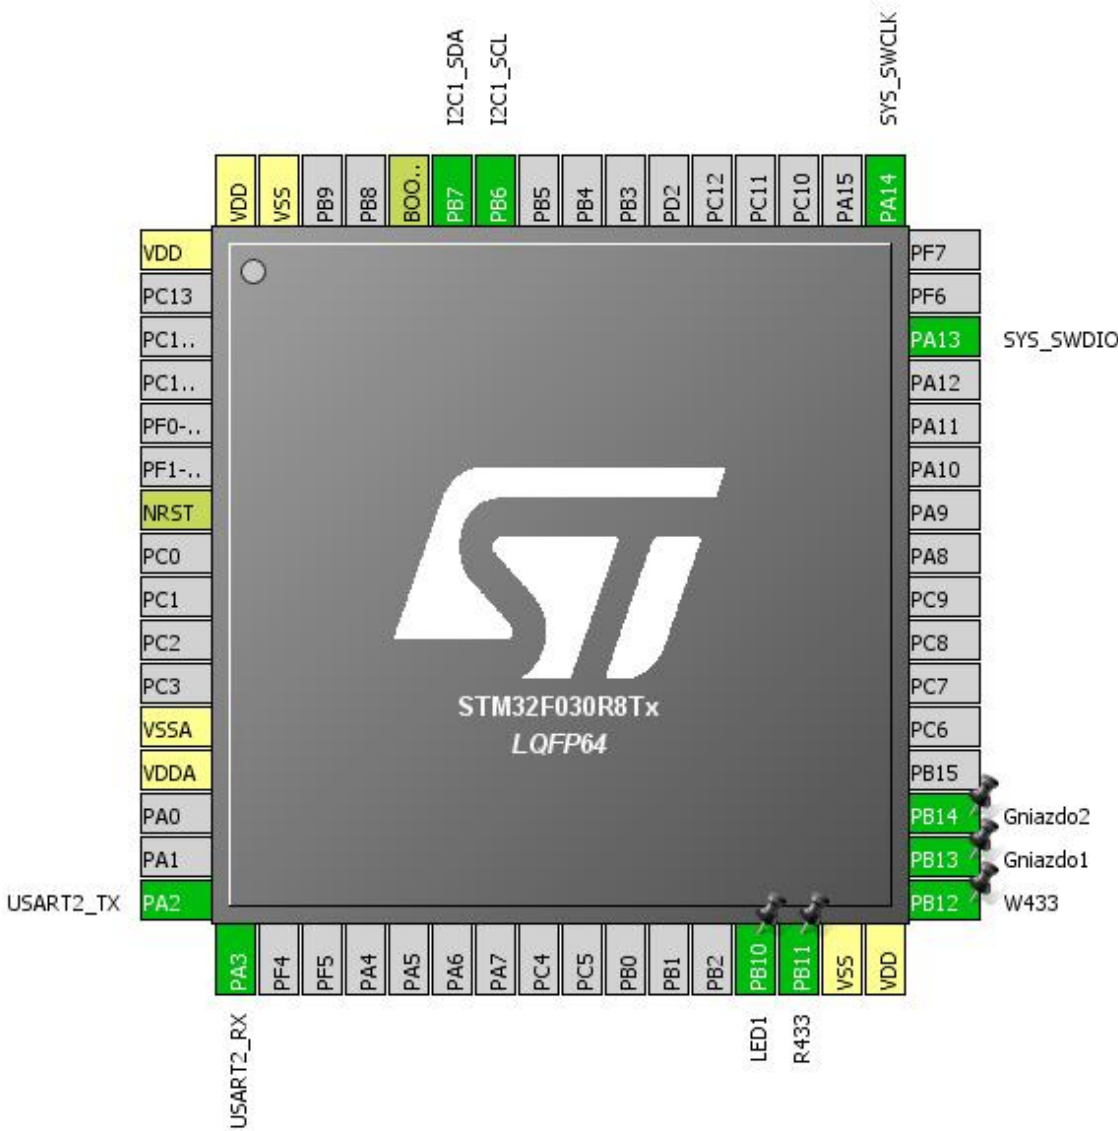 I2C1_SDA
I2C1_SCL
SYS_SWCLK
VDD
VSS
PB9
PB8
BOO..
PB7
PB6
PB5
PB4
PB3
PD2
PC12
PC11
PC10
PA15
PA14
VDD
PC13
PC1..
PC1..
PF0-..
PF1-..
NRST
PC0
PC1
PC2
PC3
VSSA
VDDA
PA0
PA1
USART2_TX PA2
PF7
PF6
PA13 SYS_SWDIO
PA12
PA11
PA10
PA9
PA8
PC9
PC8
PC7
PC6
PB15
PB14 Gniazdo2
PB13 Gniazdo1
PB12 W433
ST
STM32F030R8Tx
LQFP64
PA3
PF4
PF5
PA4
PA5
PA6
PA7
PC4
PC5
PB0
PB1
PB2
PB10
PB11
VSS
VDD
USART2_RX
LED1
R433